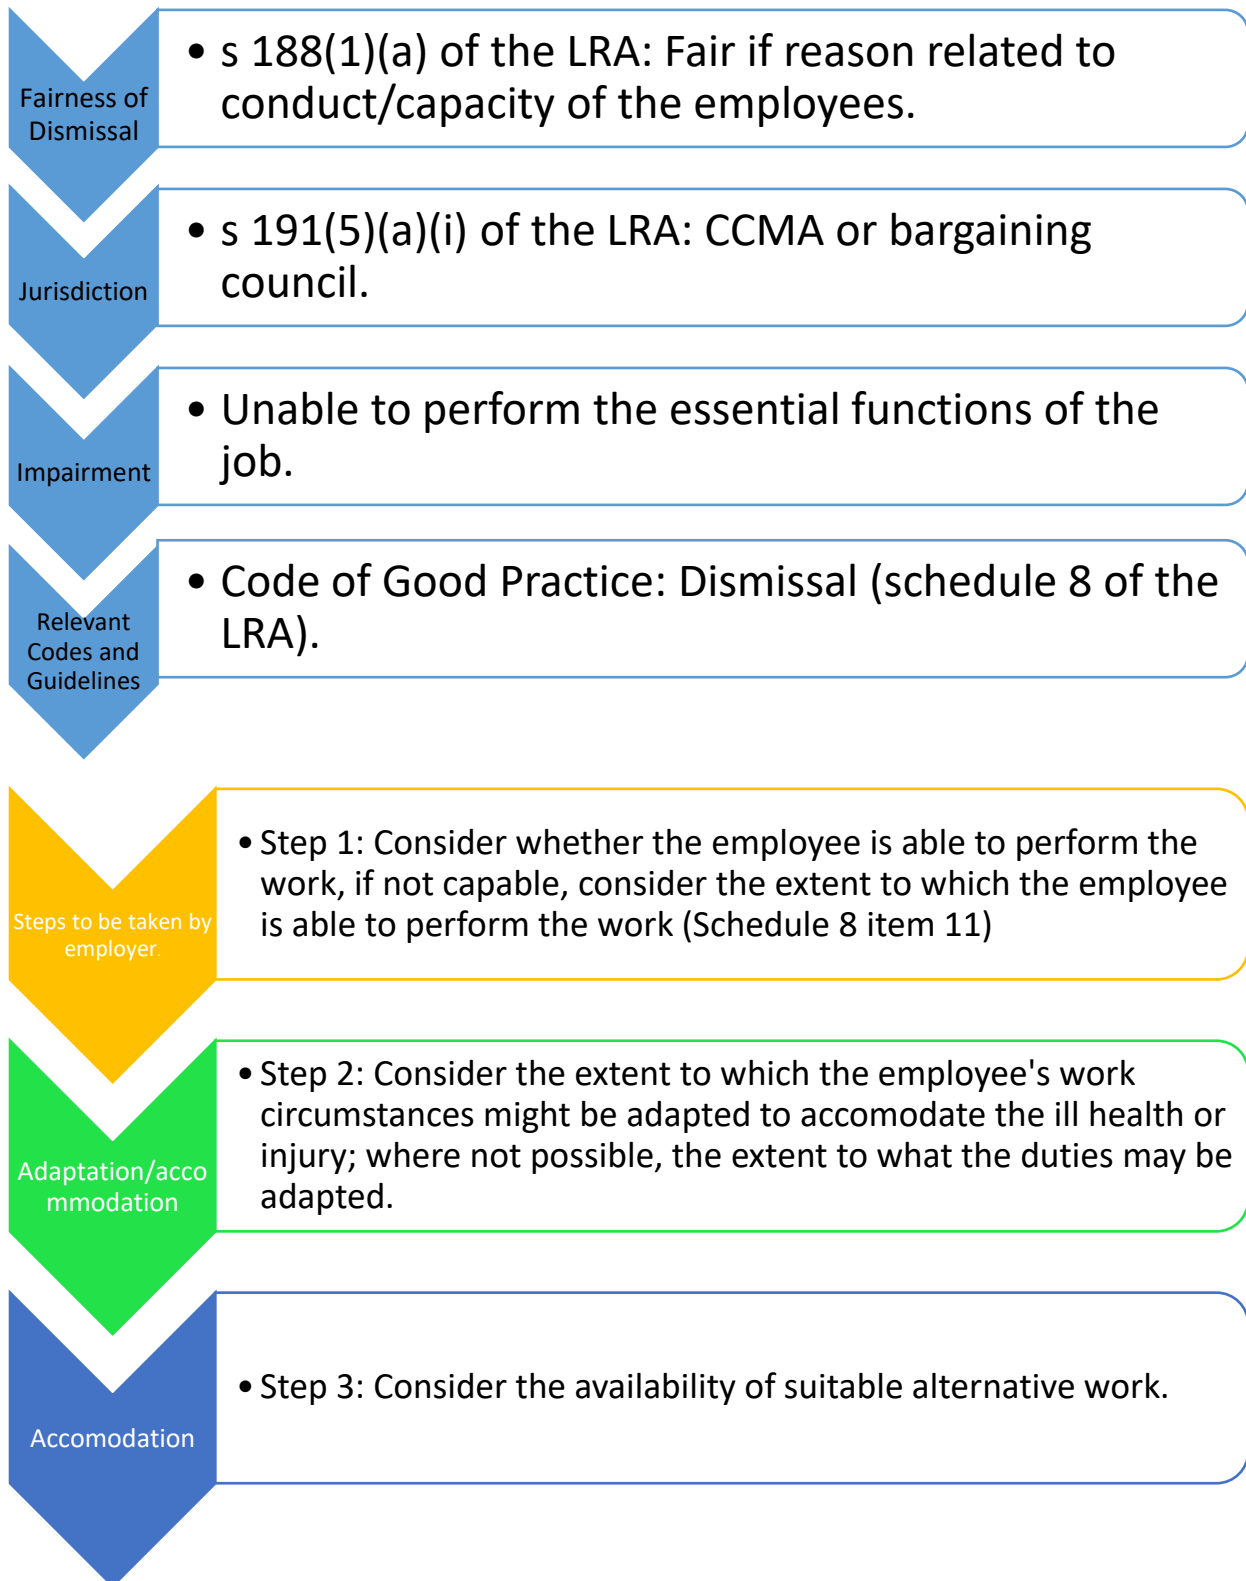 Fairness of
Dismissal
• s 188(1)(a) of the LRA: Fair if reason related to
conduct/capacity of the employees.
Jurisdiction
• s 191(5)(a)(i) of the LRA: CCMA or bargaining
council.
Impairment
• Unable to perform the essential functions of the
job.
Relevant
Codes and
Guidelines
• Code of Good Practice: Dismissal (schedule 8 of the
LRA).
Steps to be taken by
employer.
• Step 1: Consider whether the employee is able to perform the
work, if not capable, consider the extent to which the employee
is able to perform the work (Schedule 8 item 11)
Adaptation/acco
mmodation
• Step 2: Consider the extent to which the employee's work
circumstances might be adapted to accomodate the ill health or
injury; where not possible, the extent to what the duties may be
adapted.
Accomodation
• Step 3: Consider the availability of suitable alternative work.